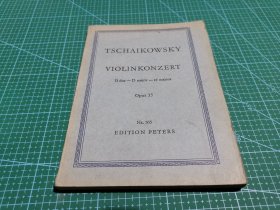 TSCHAIKOWSKY
VIOLINKONZERT
D dur — D major — ré majeur
Opus 35
EDITION PETERS